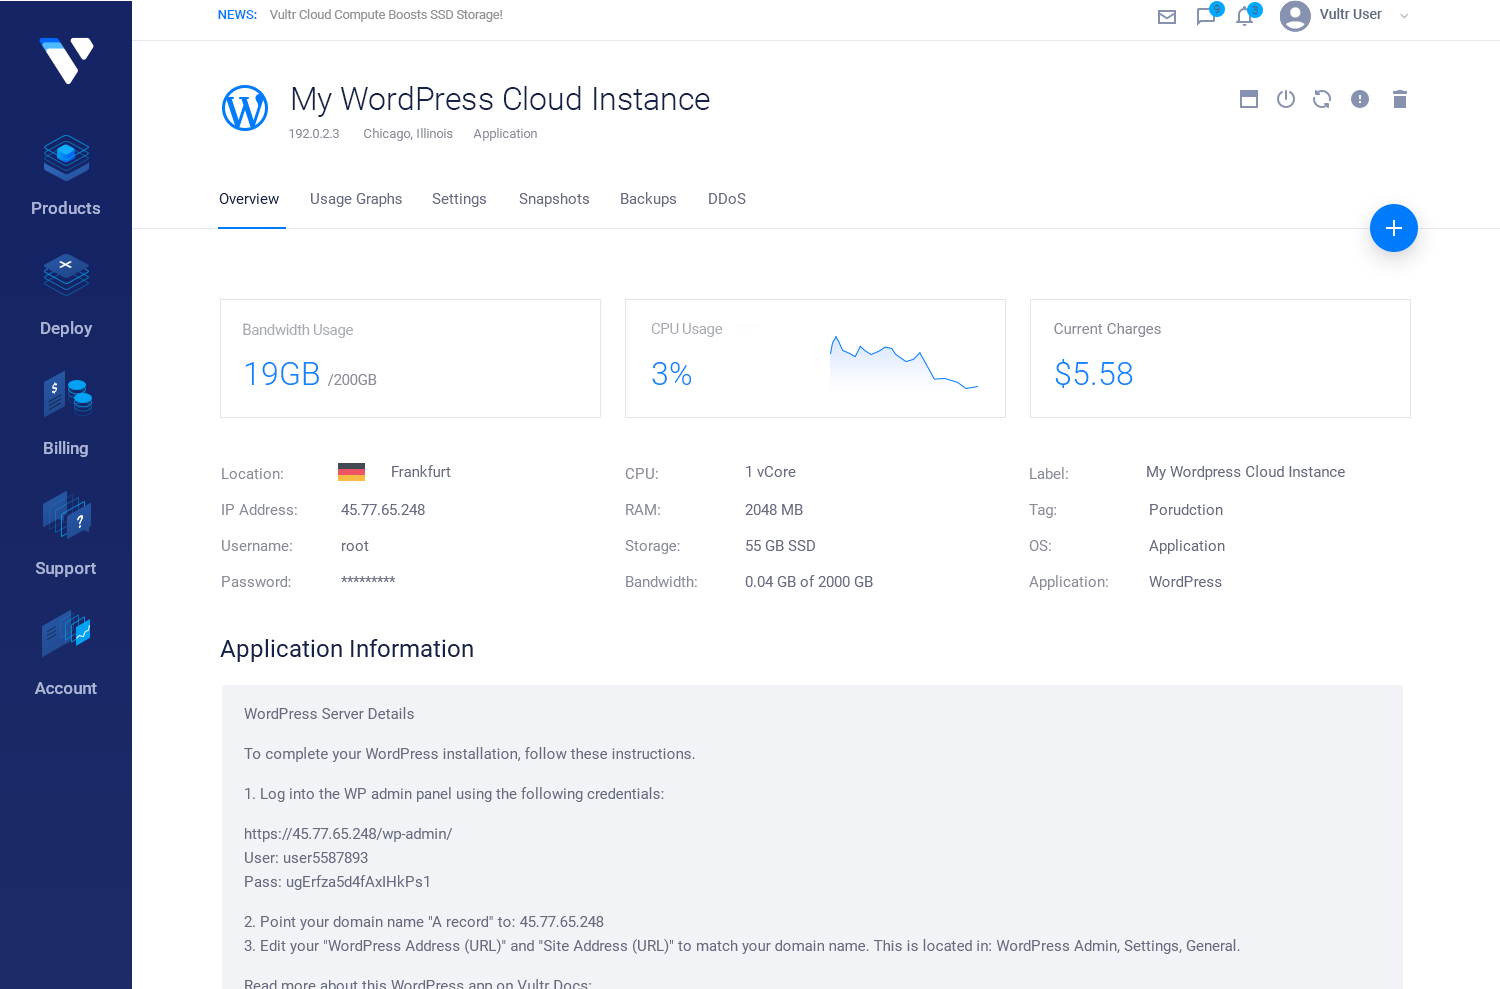 NEWS: Vultr Cloud Compute Boosts SSD Storage!
9
3
Vultr User
My WordPress Cloud Instance
192.0.2.3 Chicago, Illinois Application
Overview Usage Graphs Settings Snapshots Backups DDoS
Products
Deploy
Billing
Support
Account
$
?
Bandwidth Usage
19GB /200GB
CPU Usage
3%
Current Charges
$5.58
Location: Frankfurt
IP Address: 45.77.65.248
Username: root
Password: *********
CPU: 1 vCore
RAM: 2048 MB
Storage: 55 GB SSD
Bandwidth: 0.04 GB of 2000 GB
Label: My Wordpress Cloud Instance
Tag: Porudction
OS: Application
Application: WordPress
Application Information
WordPress Server Details
To complete your WordPress installation, follow these instructions.
1. Log into the WP admin panel using the following credentials:
https://45.77.65.248/wp-admin/
User: user5587893
Pass: ugErfza5d4fAxIHkPs1
2. Point your domain name "A record" to: 45.77.65.248
3. Edit your "WordPress Address (URL)" and "Site Address (URL)" to match your domain name. This is located in: WordPress Admin, Settings, General.
Read more about this WordPress app on Vultr Docs: